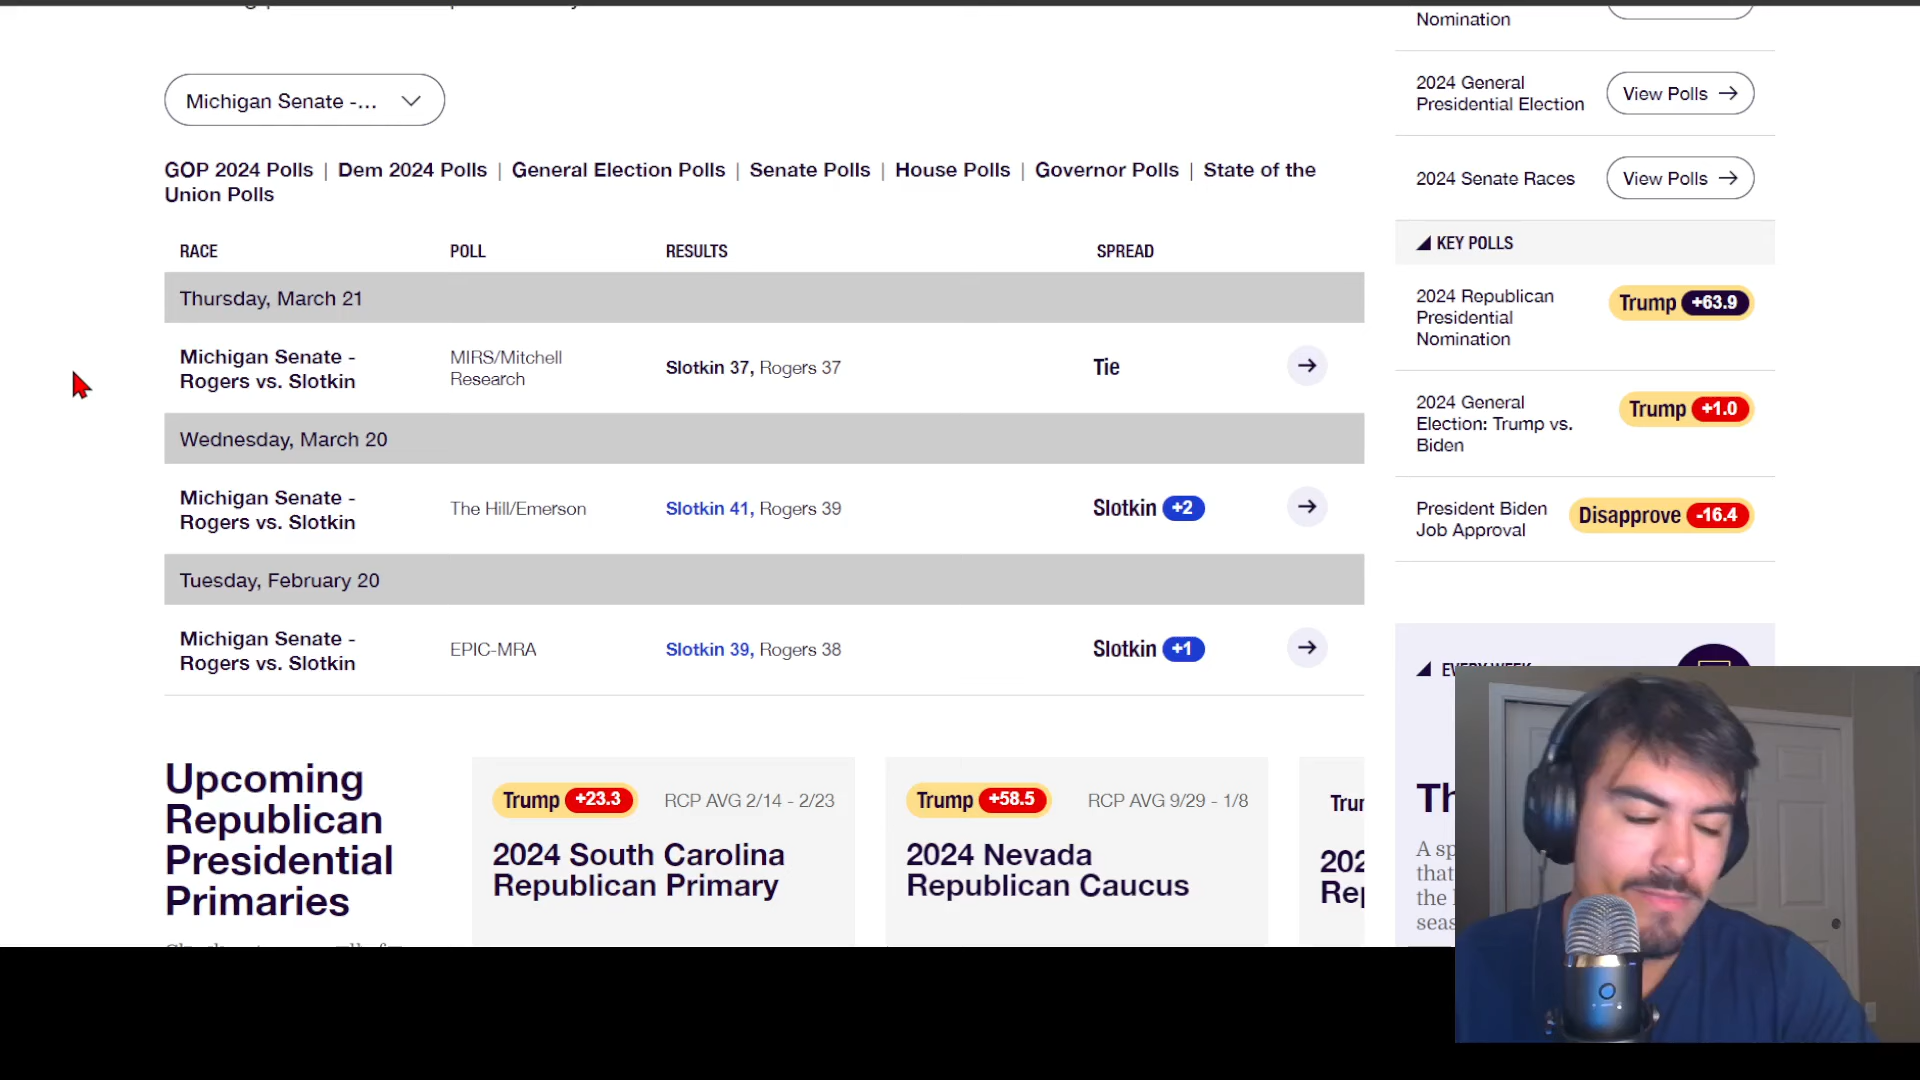 Michigan Senate -...
GOP 2024 Polls | Dem 2024 Polls | General Election Polls | Senate Polls | House Polls | Governor Polls | State of the
Union Polls
RACE POLL RESULTS SPREAD
Thursday, March 21
Michigan Senate -
Rogers vs. Slotkin
MIRS/Mitchell
Research
Slotkin 37, Rogers 37
Tie
Wednesday, March 20
Michigan Senate -
Rogers vs. Slotkin
The Hill/Emerson
Slotkin 41, Rogers 39
Slotkin +2
Tuesday, February 20
Michigan Senate -
Rogers vs. Slotkin
EPIC-MRA
Slotkin 39, Rogers 38
Slotkin +1
Upcoming
Republican
Presidential
Primaries
Trump +23.3 RCP AVG 2/14 - 2/23
2024 South Carolina
Republican Primary
Trump +58.5 RCP AVG 9/29 - 1/8
2024 Nevada
Republican Caucus
Nomination
2024 General
Presidential Election
View Polls →
2024 Senate Races
View Polls →
KEY POLLS
2024 Republican
Presidential
Nomination
Trump +63.9
2024 General
Election: Trump vs.
Biden
Trump +1.0
President Biden
Job Approval
Disapprove -16.4
EVERY WEEK
A sp
that
the
seas